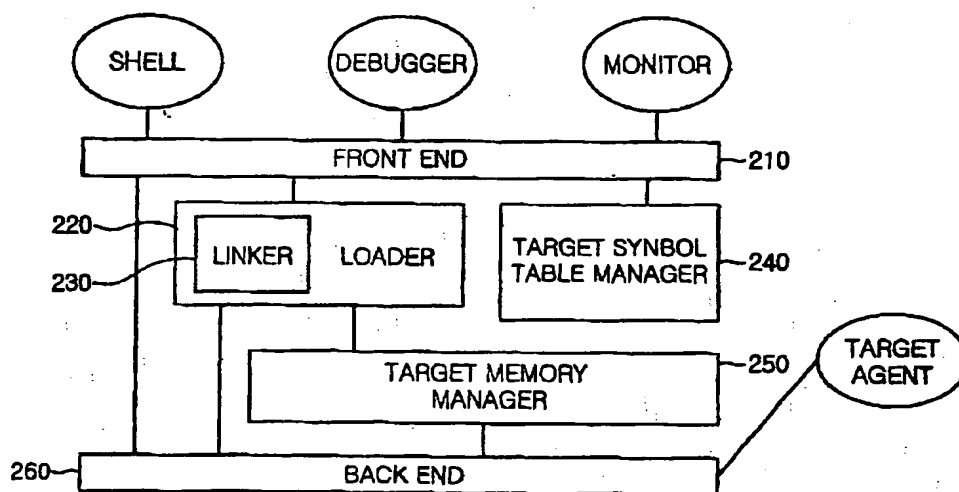 SHELL
DEBUGGER
MONITOR
FRONT END
210
220
230
LINKER
LOADER
TARGET SYNBOL
TABLE MANAGER
240
TARGET MEMORY
MANAGER
250
TARGET
AGENT
260
BACK END